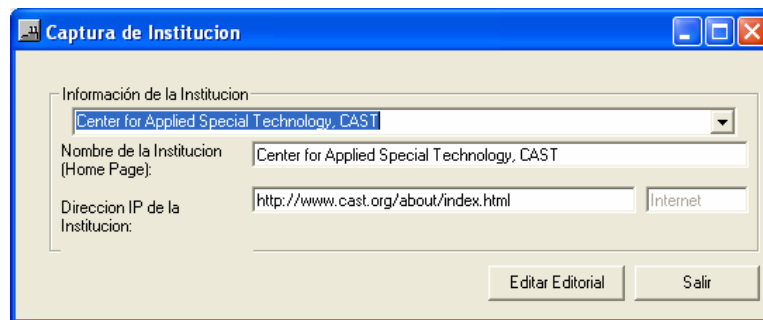 Captura de Institucion
Información de la Institucion
Center for Applied Special Technology, CAST
Nombre de la Institucion
(Home Page):
Center for Applied Special Technology, CAST
Direccion IP de la
Institucion:
http://www.cast.org/about/index.html
Internet
Editar Editorial
Salir